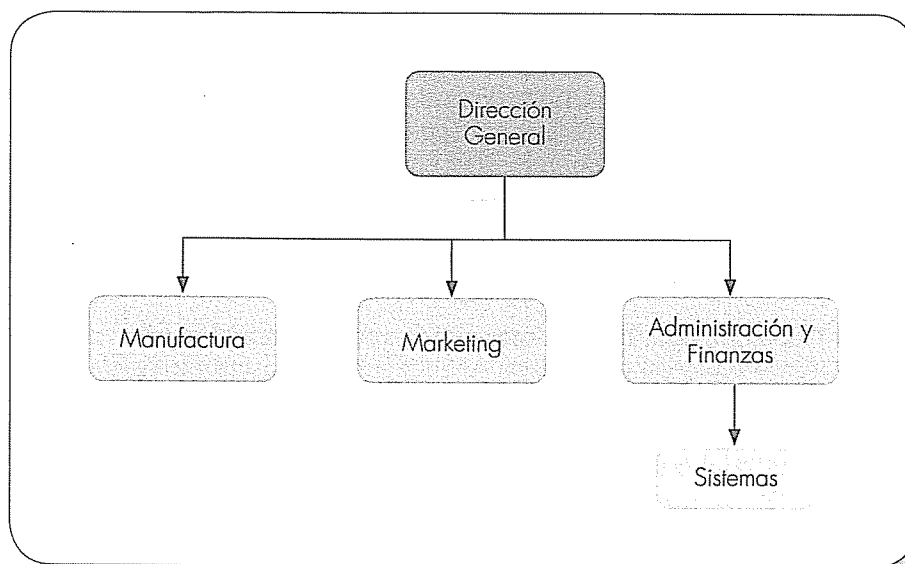 Dirección
General
Manufactura
Marketing
Administración y
Finanzas
Sistemas